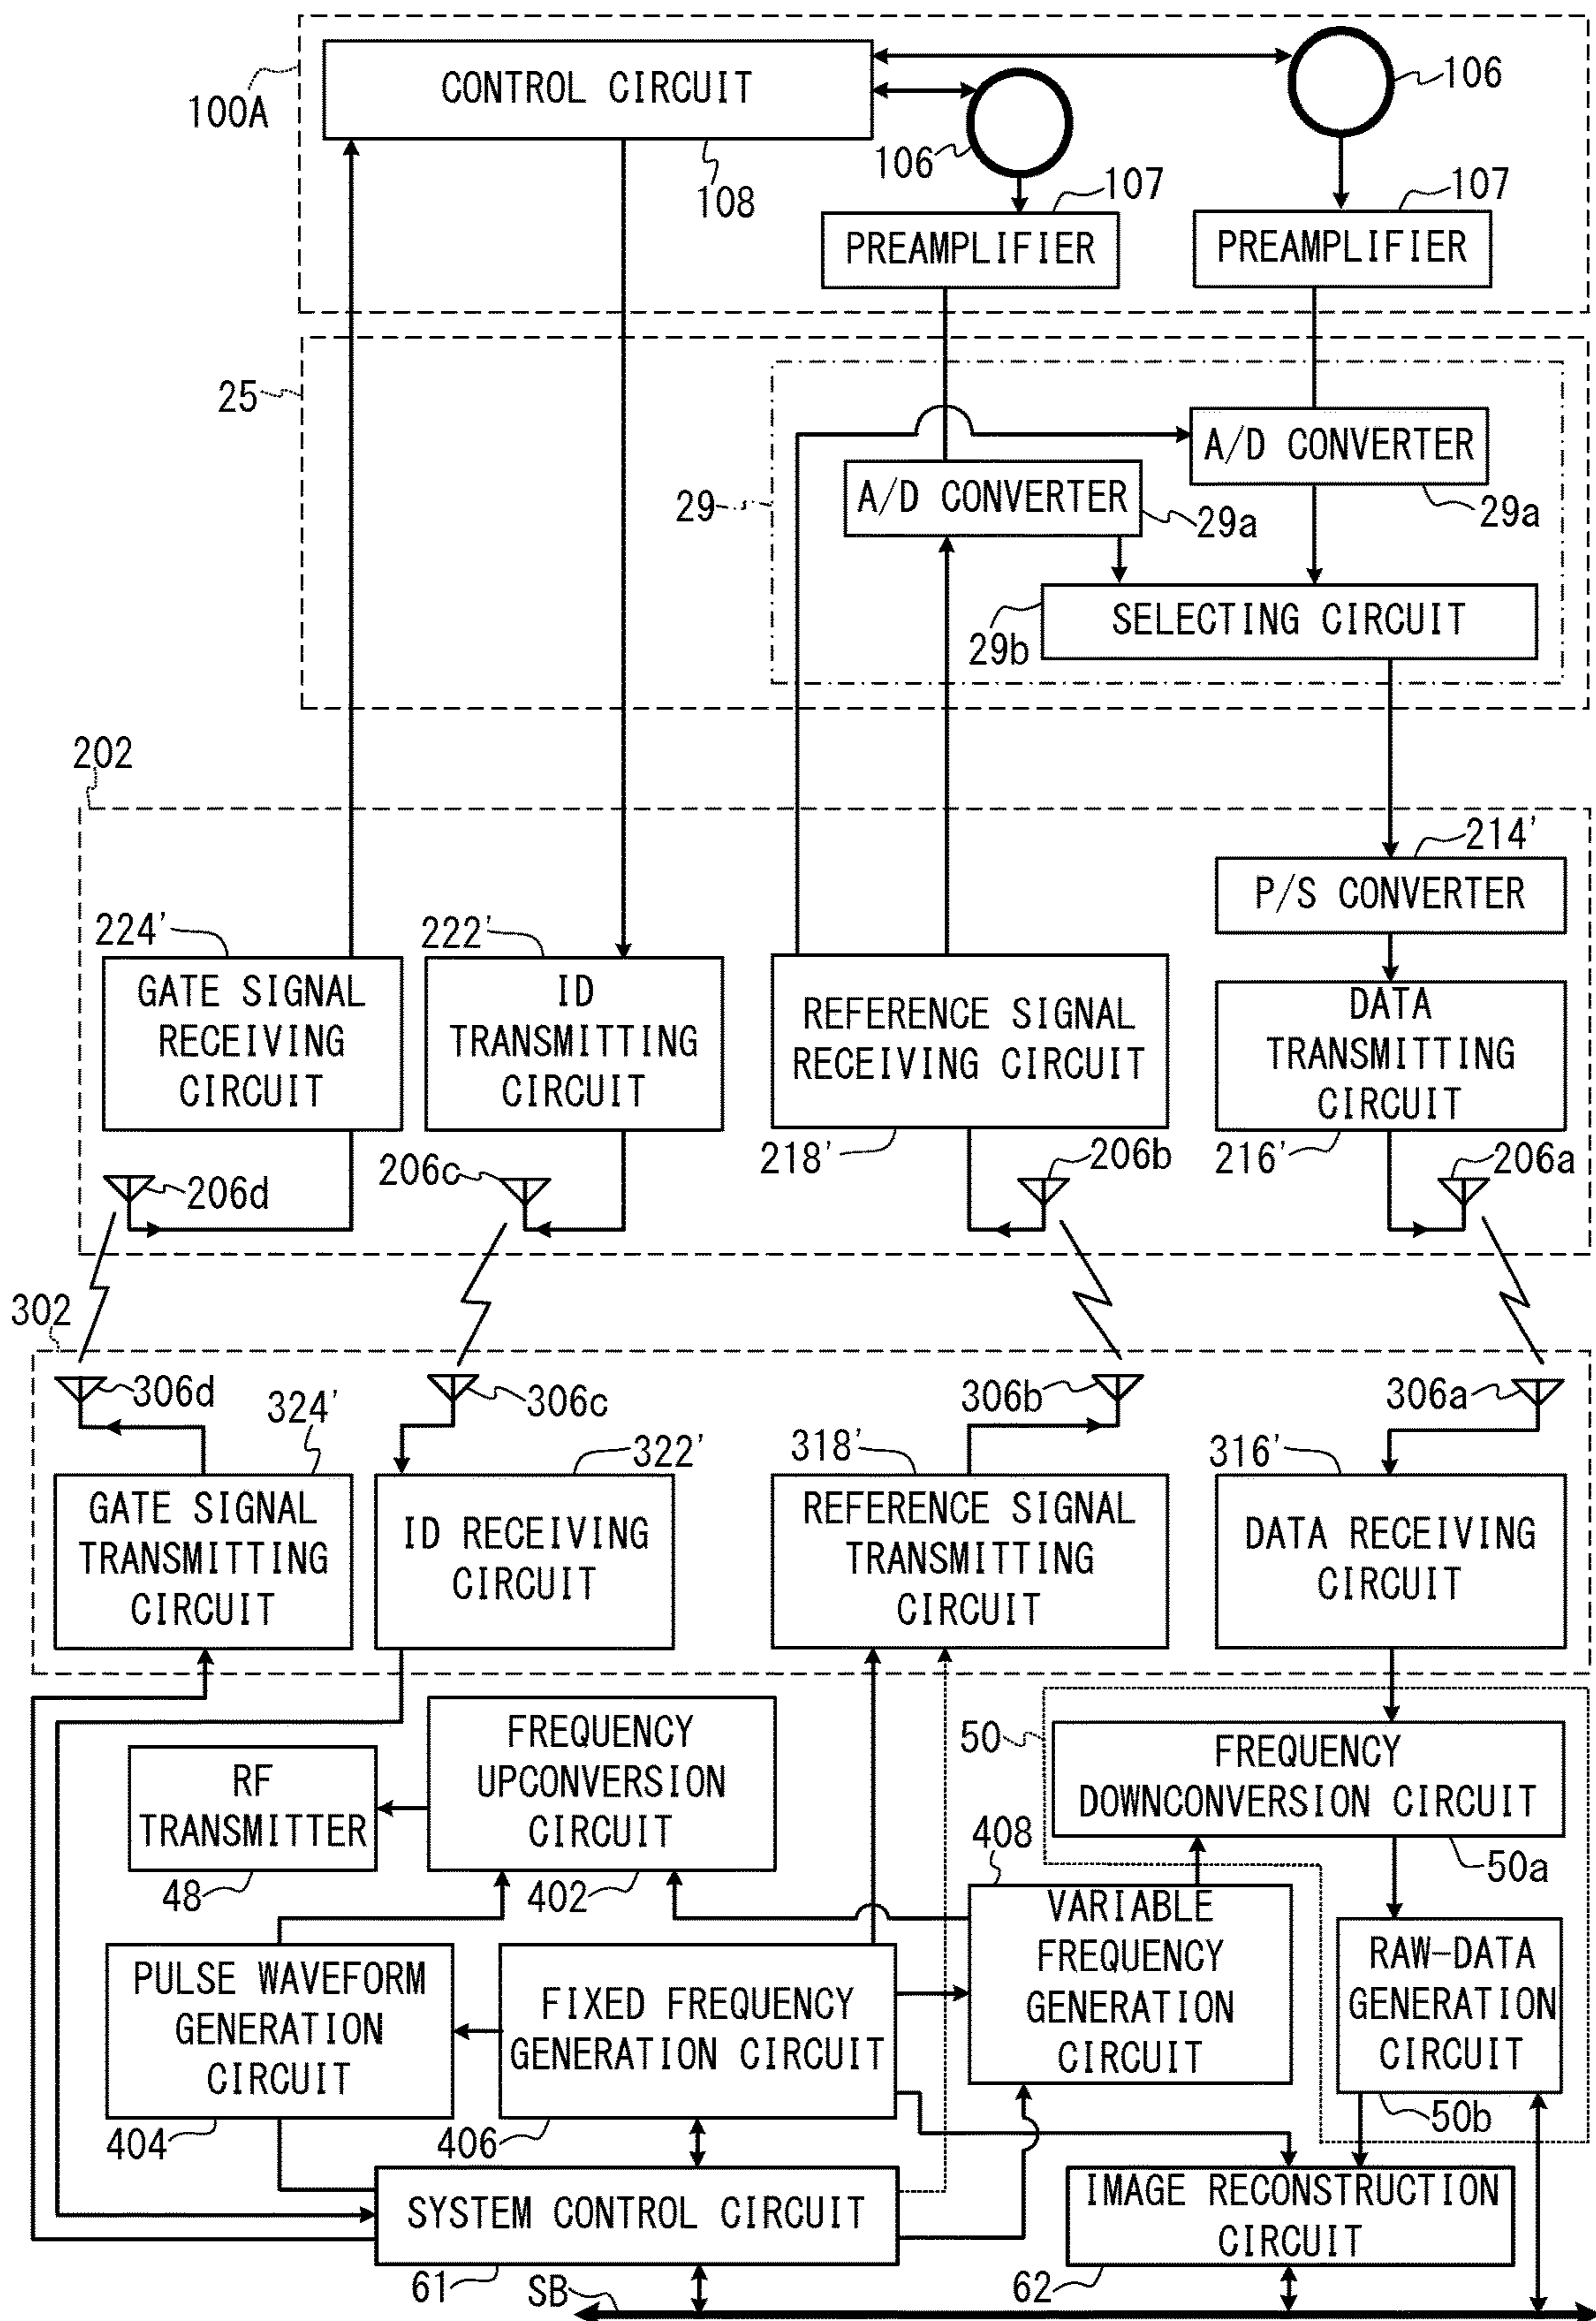 100A
CONTROL CIRCUIT
108
106
106
107
107
PREAMPLIFIER
PREAMPLIFIER
25
29
A/D CONVERTER
29a
A/D CONVERTER
29a
SELECTING CIRCUIT
29b
202
214'
P/S CONVERTER
224'
GATE SIGNAL
RECEIVING
CIRCUIT
222'
ID
TRANSMITTING
CIRCUIT
REFERENCE SIGNAL
RECEIVING CIRCUIT
218'
DATA
TRANSMITTING
CIRCUIT
216'
206d
206c
206b
206a
302
306d
306c
306b
306a
324'
GATE SIGNAL
TRANSMITTING
CIRCUIT
322'
ID RECEIVING
CIRCUIT
318'
REFERENCE SIGNAL
TRANSMITTING
CIRCUIT
316'
DATA RECEIVING
CIRCUIT
RF
TRANSMITTER
48
FREQUENCY
UPCONVERSION
CIRCUIT
402
50
FREQUENCY
DOWNCONVERSION CIRCUIT
50a
408
VARIABLE
FREQUENCY
GENERATION
CIRCUIT
PULSE WAVEFORM
GENERATION
CIRCUIT
404
FIXED FREQUENCY
GENERATION CIRCUIT
406
RAW-DATA
GENERATION
CIRCUIT
50b
SYSTEM CONTROL CIRCUIT
61
IMAGE RECONSTRUCTION
CIRCUIT
62
SB